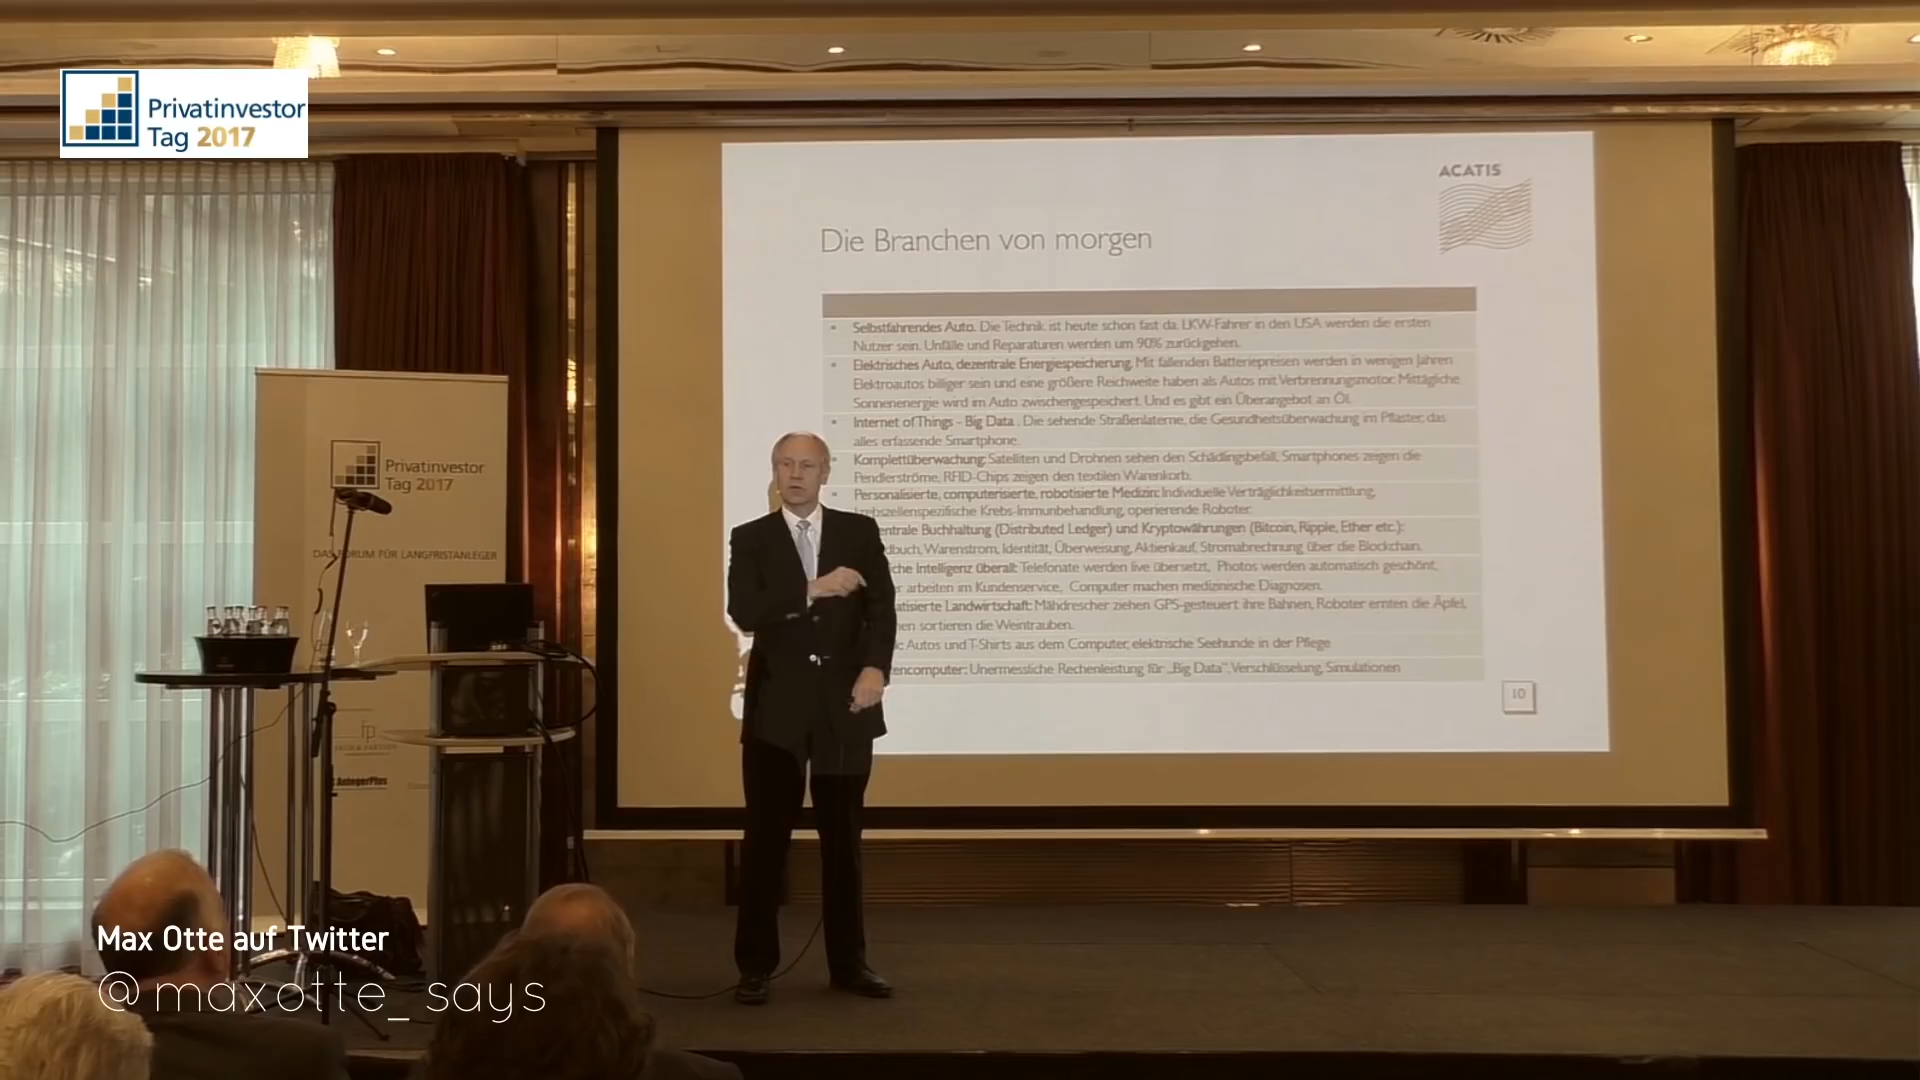 Privatinvestor
Tag 2017
ACATIS
Die Branchen von morgen
Selbstfahrendes Auto. Die Technik ist heute schon fast da. LKW-Fahrer in den USA werden die ersten
Nutzer sein. Unfälle und Reparaturen werden um 90% zurückgehen.
Elektrisches Auto, dezentrale Energiespeicherung. Mit fallenden Batteriepreisen werden in wenigen Jahren
Elektroautos billiger sein und eine größere Reichweite haben als Autos mit Verbrennungsmotor. Mittägliche
Sonnenenergie wird im Auto zwischengespeichert. Und es gibt ein Überangebot an Öl.
Internet of Things - Big Data . Die sehende Straßenlaterne, die Gesundheitsüberwachung im Pflaster, das
alles erfassende Smartphone.
Komplettüberwachung: Satelliten und Drohnen sehen den Schädlingsbefall, Smartphones zeigen die
Pendlerströme, RFID-Chips zeigen den textilen Warenkorb.
Personalisierte, computerisierte, robotisierte Medizin: Individuelle Verträglichkeitsermittlung,
krebszellenspezifische Krebs-Immunbehandlung, operierende Roboter.
entrale Buchhaltung (Distributed Ledger) und Kryptowährungen (Bitcoin, Ripple, Ether etc.):
dbuch, Warenstrom, Identität, Überweisung, Aktienkauf, Stromabrechnung über die Blockchain.
iche Intelligenz überall: Telefonate werden live übersetzt, Photos werden automatisch geschönt,
er arbeiten im Kundenservice, Computer machen medizinische Diagnosen.
atisierte Landwirtschaft: Mähdrescher ziehen GPS-gesteuert ihre Bahnen, Roboter ernten die Äpfel,
nen sortieren die Weintrauben.
c Autos und T-Shirts aus dem Computer, elektrische Seehunde in der Pflege
encomputer: Unermessliche Rechenleistung für „Big Data“, Verschlüsselung, Simulationen
10
Privatinvestor
Tag 2017
DAS FORUM FÜR LANGFRISTANLEGER
fp
AnlegerPlus
Max Otte auf Twitter
@maxotte_says